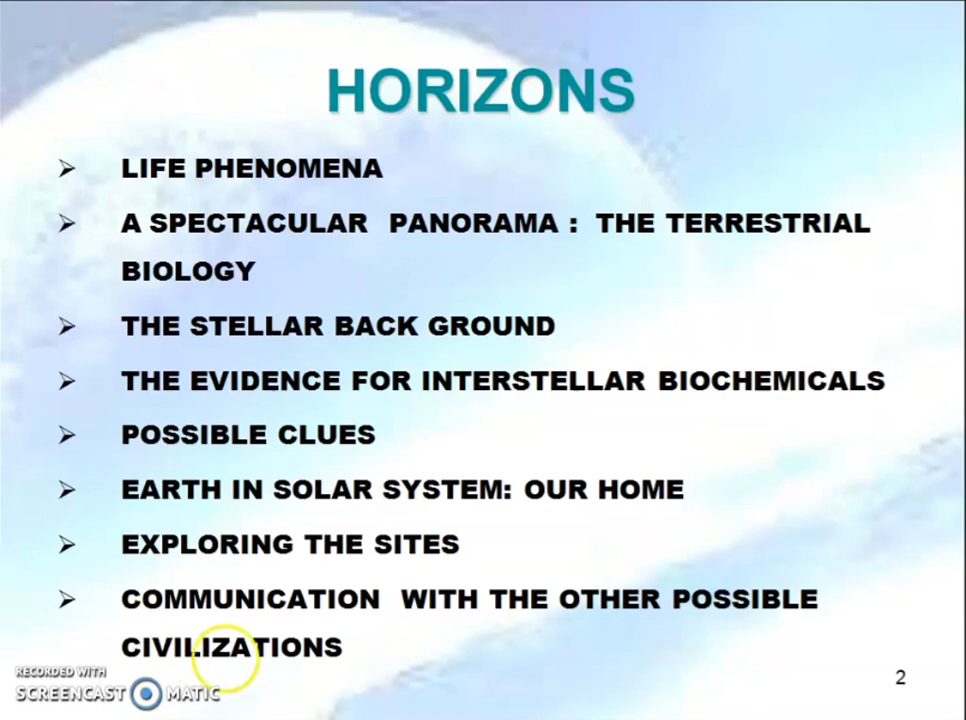 HORIZONS
LIFE PHENOMENA
A SPECTACULAR PANORAMA : THE TERRESTRIAL
BIOLOGY
THE STELLAR BACK GROUND
THE EVIDENCE FOR INTERSTELLAR BIOCHEMICALS
POSSIBLE CLUES
EARTH IN SOLAR SYSTEM: OUR HOME
EXPLORING THE SITES
COMMUNICATION WITH THE OTHER POSSIBLE
CIVILIZATIONS
RECORDED WITH
SCREENCAST MATIC
2